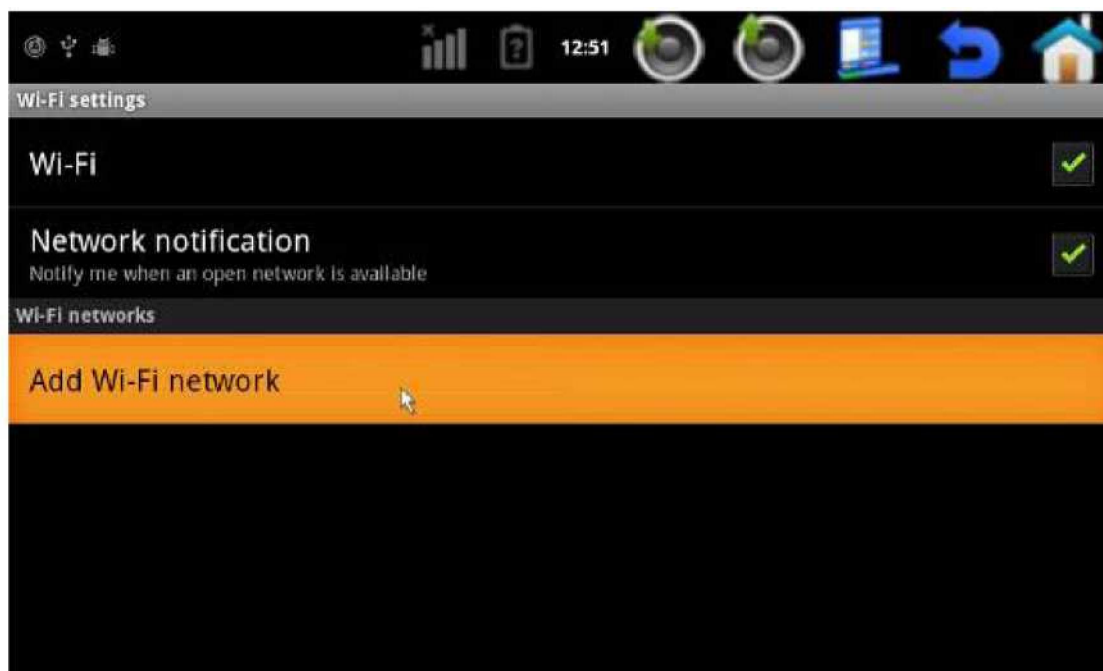 12:51
Wi-Fi settings
Wi-Fi
Network notification
Notify me when an open network is available
Wi-Fi networks
Add Wi-Fi network